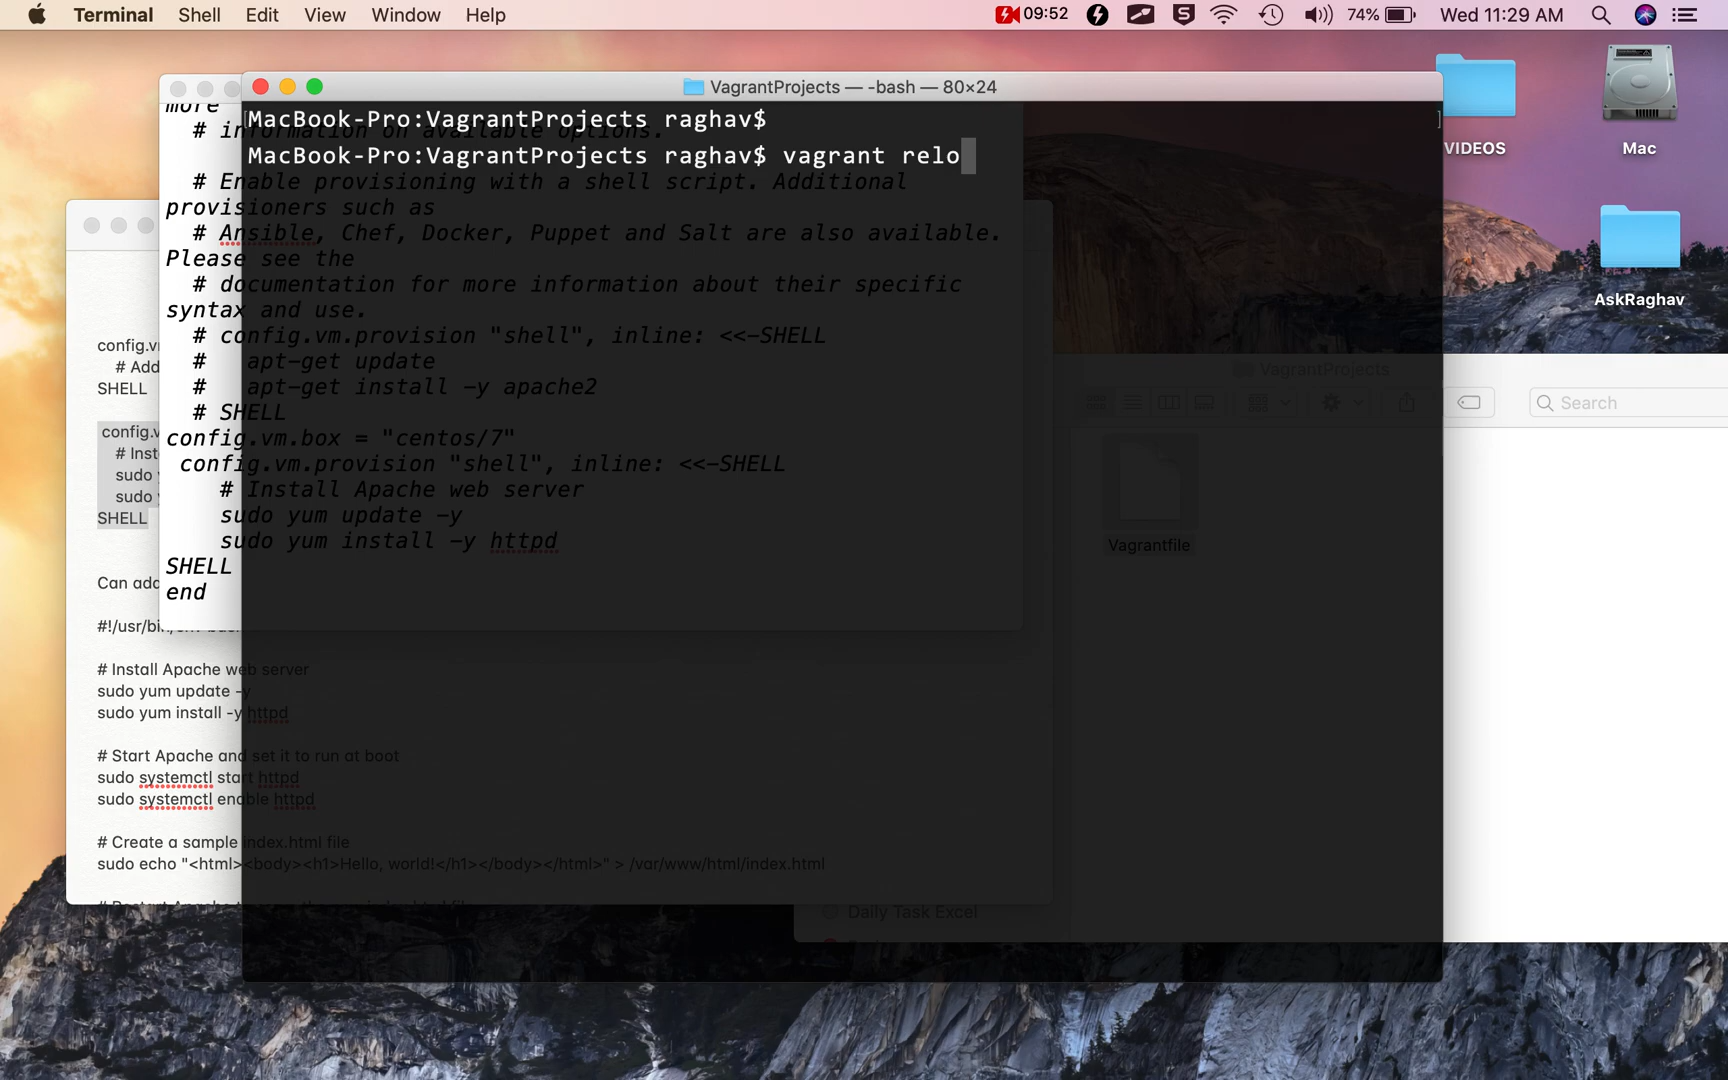 Terminal Shell Edit View Window Help 09:52 74% Wed 11:29 AM
VagrantProjects — -bash — 80×24
MacBook-Pro:VagrantProjects raghav$
MacBook-Pro:VagrantProjects raghav$ vagrant relo
more
# information on available options.
# Enable provisioning with a shell script. Additional
provisioners such as
# Ansible, Chef, Docker, Puppet and Salt are also available.
Please see the
# documentation for more information about their specific
syntax and use.
# config.vm.provision "shell", inline: <<-SHELL
# apt-get update
# apt-get install -y apache2
# SHELL
config.vm.box = "centos/7"
config.vm.provision "shell", inline: <<-SHELL
# Install Apache web server
sudo yum update -y
sudo yum install -y httpd
SHELL
end
# Add
SHELL
# Inst
sudo
sudo
SHELL
Can add
# Install Apache web server
sudo yum update -y
sudo yum install -y httpd
# Start Apache and set it to run at boot
sudo systemctl start httpd
sudo systemctl enable httpd
# Create a sample index.html file
sudo echo "<html><body><h1>Hello, world!</h1></body></html>" > /var/www/html/index.html
VIDEOS
Mac
AskRaghav
VagrantProjects
Search
Vagrantfile
Daily Task Excel